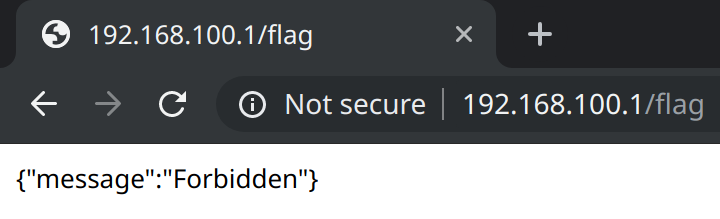 192.168.100.1/flag
Not secure 192.168.100.1/flag
{"message":"Forbidden"}